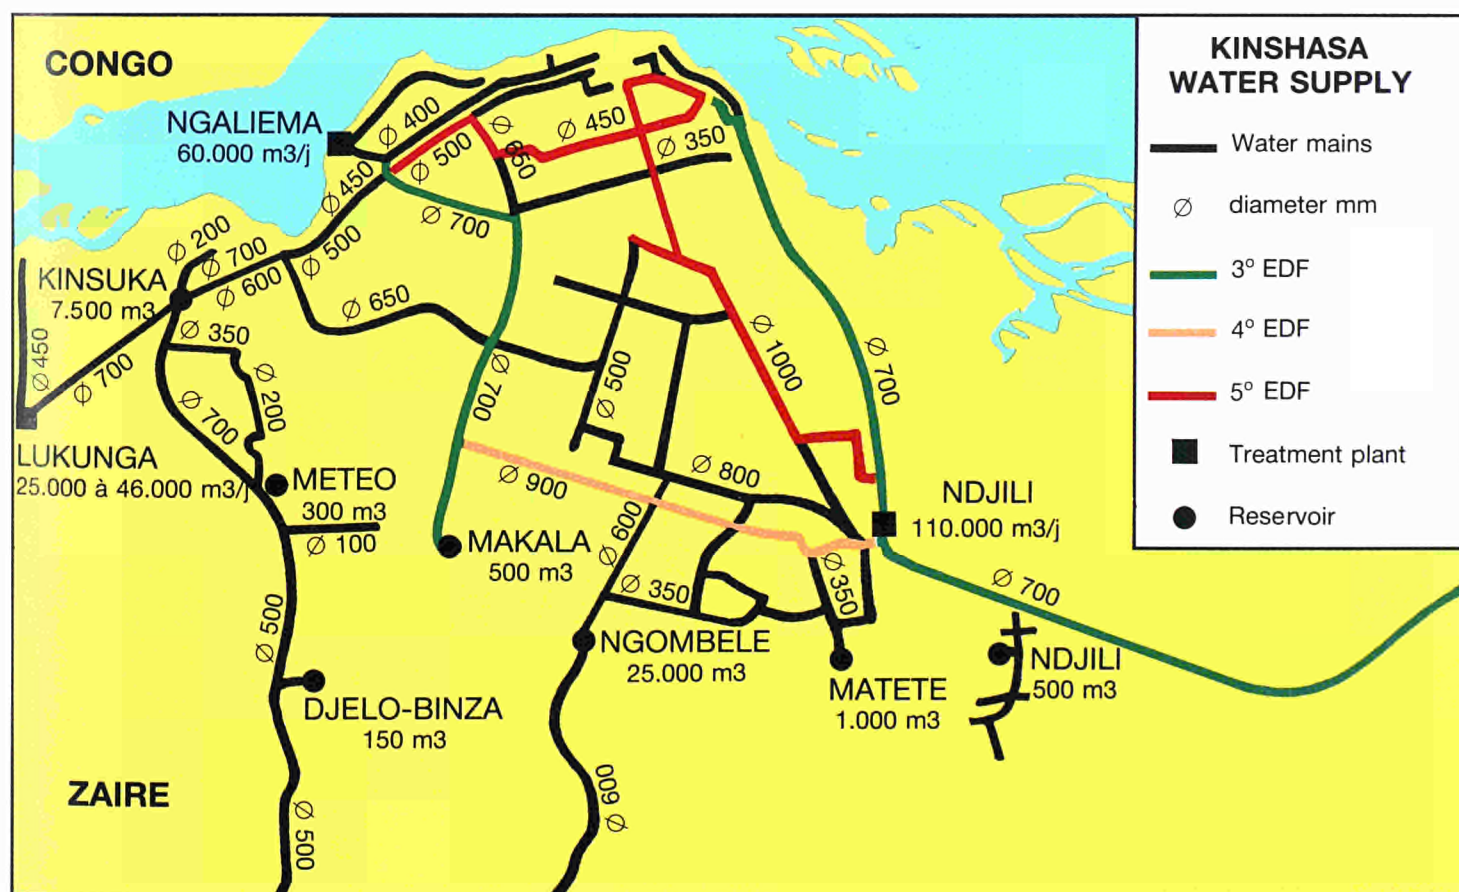 CONGO
KINSHASA
WATER SUPPLY
Water mains
∅ diameter mm
3° EDF
4° EDF
5° EDF
Treatment plant
Reservoir
NGALIEMA
60.000 m3/j
∅ 400
∅ 450
∅ 500
∅ 650
∅ 450
∅ 350
∅ 700
∅ 200
∅ 700
∅ 600
∅ 500
KINSUKA
7.500 m3
∅ 650
∅ 350
∅ 450
∅ 700
∅ 200
∅ 700
∅ 700
∅ 500
∅ 1000
∅ 700
LUKUNGA
25.000 à 46.000 m3/j
METEO
300 m3
∅ 100
∅ 900
∅ 800
NDJILI
110.000 m3/j
MAKALA
500 m3
∅ 600
∅ 350
∅ 350
∅ 700
∅ 500
NGOMBELE
25.000 m3
MATETE
1.000 m3
NDJILI
500 m3
DJELO-BINZA
150 m3
ZAIRE
∅ 500
∅ 600